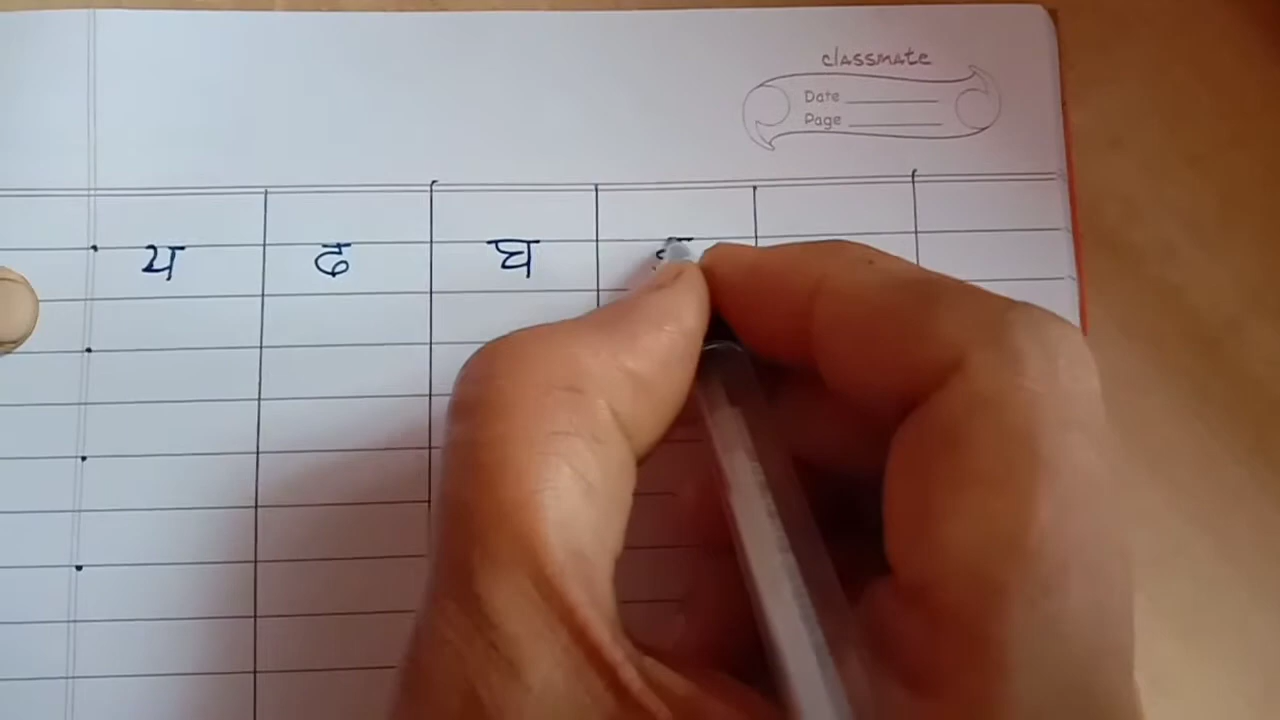 classmate
Date
Page
य ढ घ